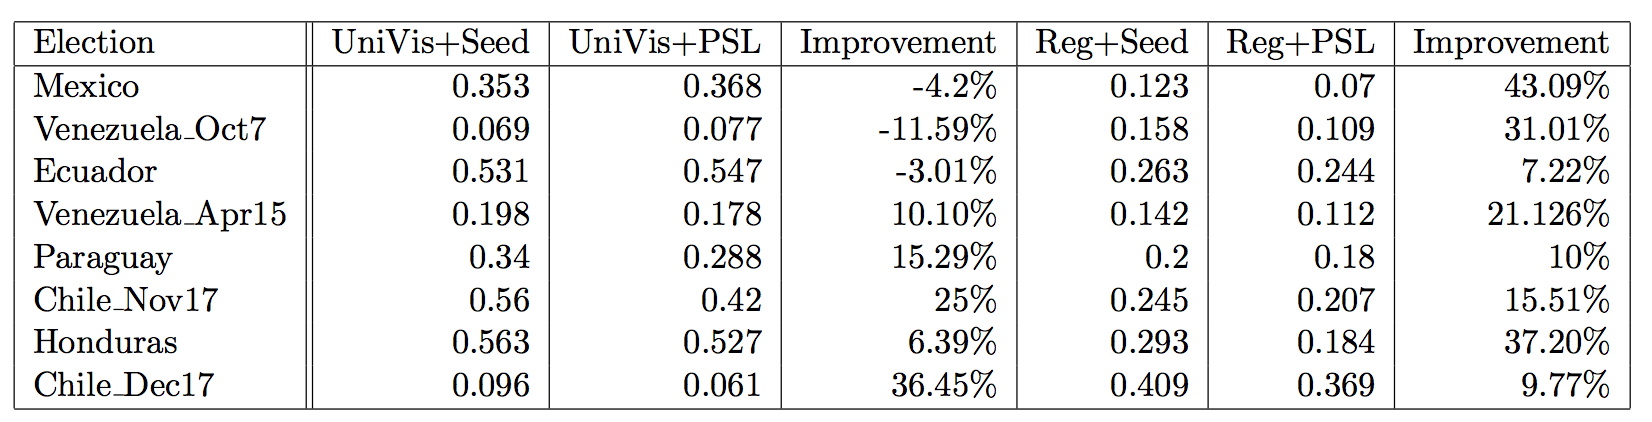 Election UniVis+Seed UniVis+PSL Improvement Reg+Seed Reg+PSL Improvement
Mexico 0.353 0.368 -4.2% 0.123 0.07 43.09%
Venezuela_Oct7 0.069 0.077 -11.59% 0.158 0.109 31.01%
Ecuador 0.531 0.547 -3.01% 0.263 0.244 7.22%
Venezuela_Apr15 0.198 0.178 10.10% 0.142 0.112 21.126%
Paraguay 0.34 0.288 15.29% 0.2 0.18 10%
Chile_Nov17 0.56 0.42 25% 0.245 0.207 15.51%
Honduras 0.563 0.527 6.39% 0.293 0.184 37.20%
Chile_Dec17 0.096 0.061 36.45% 0.409 0.369 9.77%